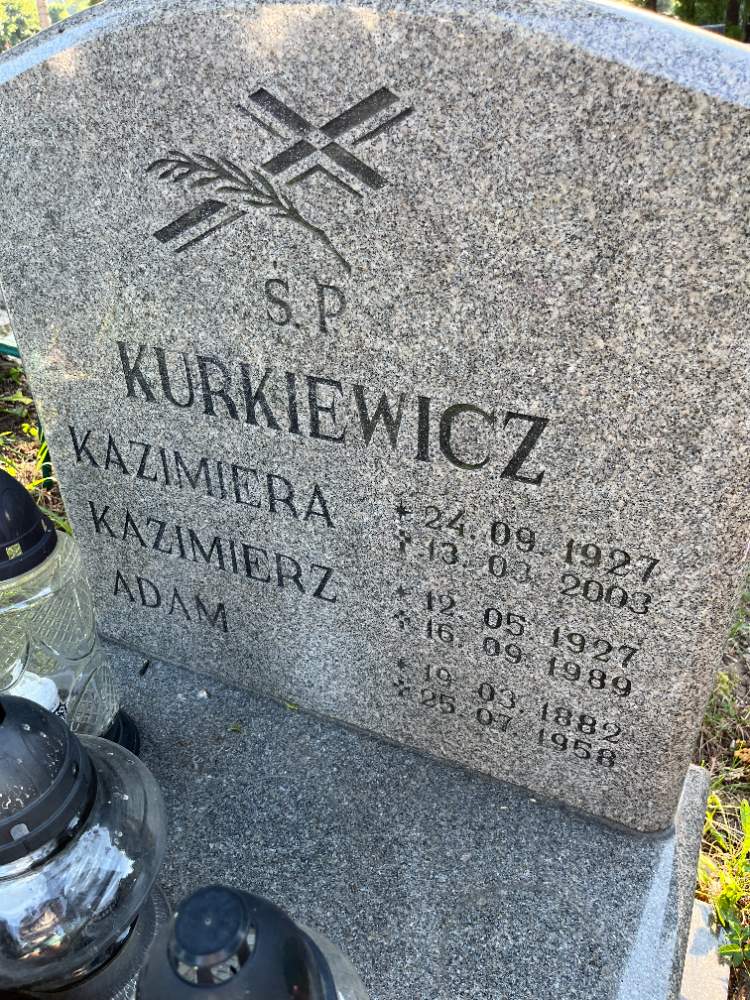 Ś.P
KURKIEWICZ
KAZIMIERA * 24.09.1927
† 13.03.2003
KAZIMIERZ * 12.05.1927
† 16.09.1989
ADAM * 19.03.1882
† 25.07.1958